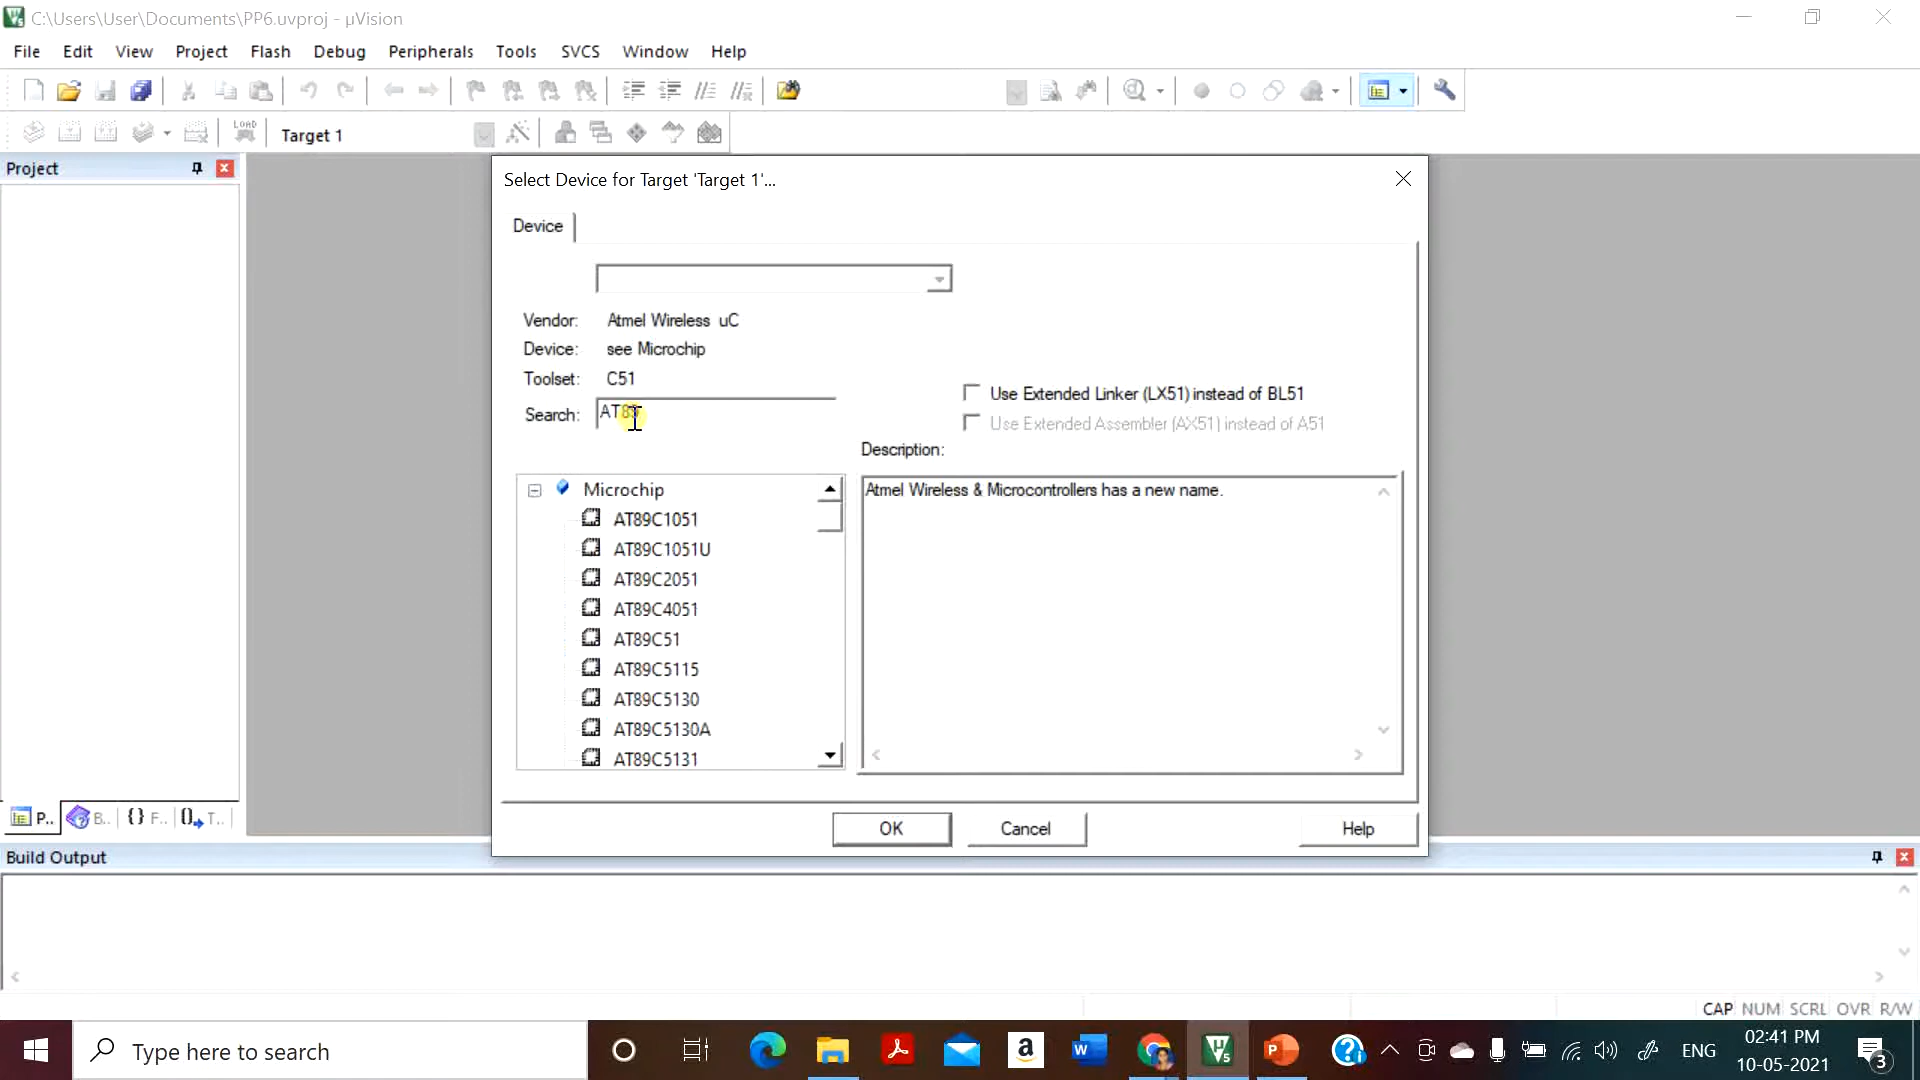 C:\Users\User\Documents\PP6.uvproj - µVision
File Edit View Project Flash Debug Peripherals Tools SVCS Window Help
LOAD
Target 1
Project
Select Device for Target 'Target 1'...
Device
Vendor: Atmel Wireless uC
Device: see Microchip
Toolset: C51
Search: AT89
Use Extended Linker (LX51) instead of BL51
Use Extended Assembler (AX51) instead of A51
Description:
Microchip
AT89C1051
AT89C1051U
AT89C2051
AT89C4051
AT89C51
AT89C5115
AT89C5130
AT89C5130A
AT89C5131
Atmel Wireless & Microcontrollers has a new name.
OK Cancel Help
P.. B.. {} F.. T..
Build Output
CAP NUM SCRL OVR R/W
Type here to search
ENG
02:41 PM
10-05-2021
3